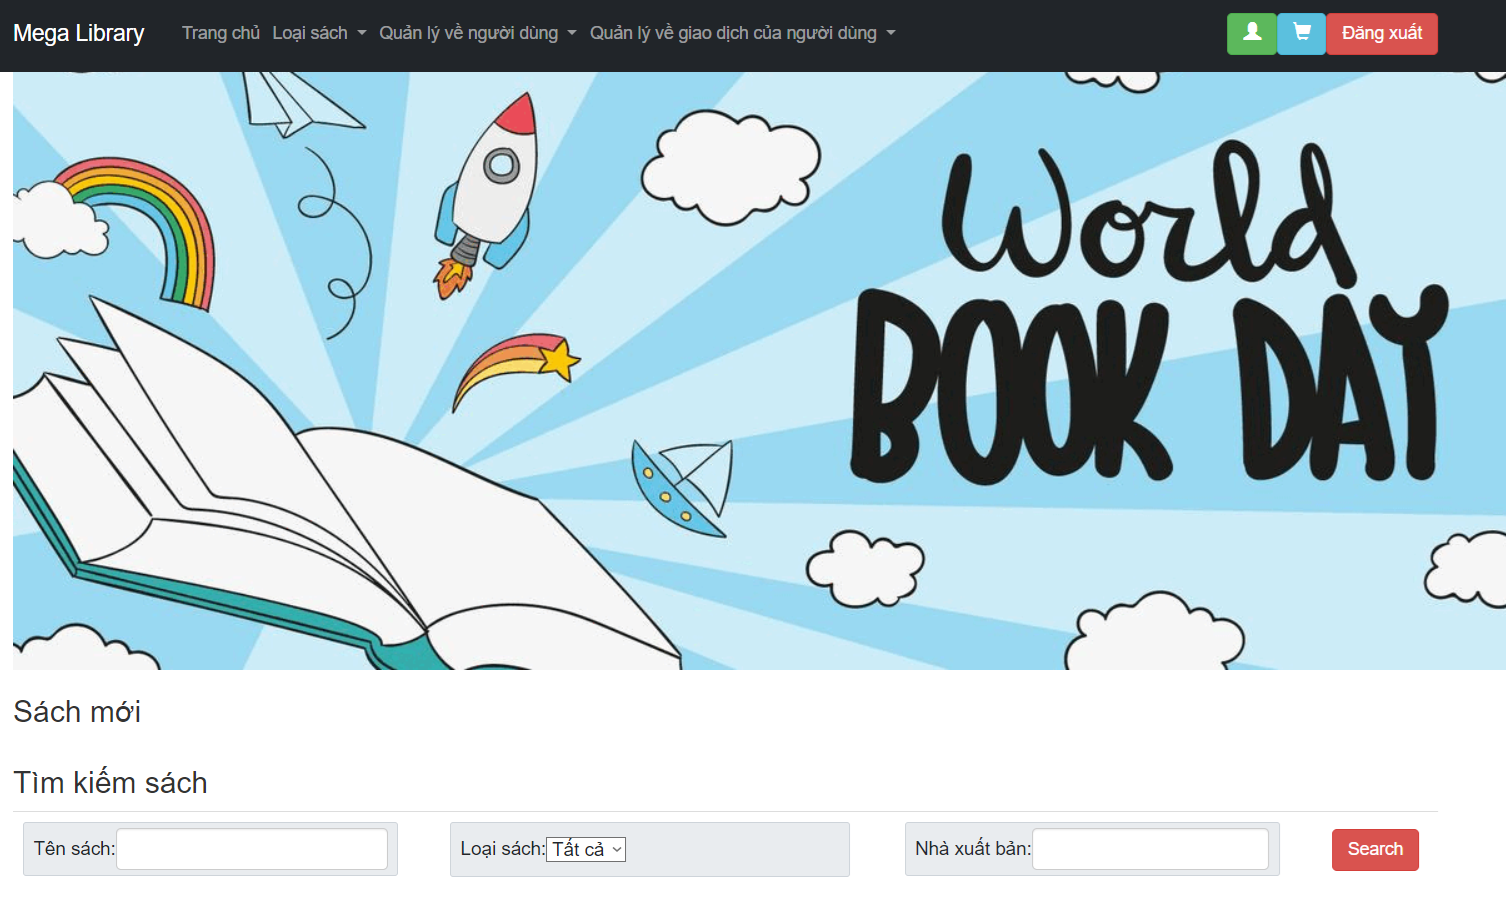 Mega Library Trang chủ Loại sách Quản lý về người dùng Quản lý về giao dịch của người dùng Đăng xuất
World
BOOK DAY
Sách mới
Tìm kiếm sách
Tên sách: Loại sách: Tất cả Nhà xuất bản: Search